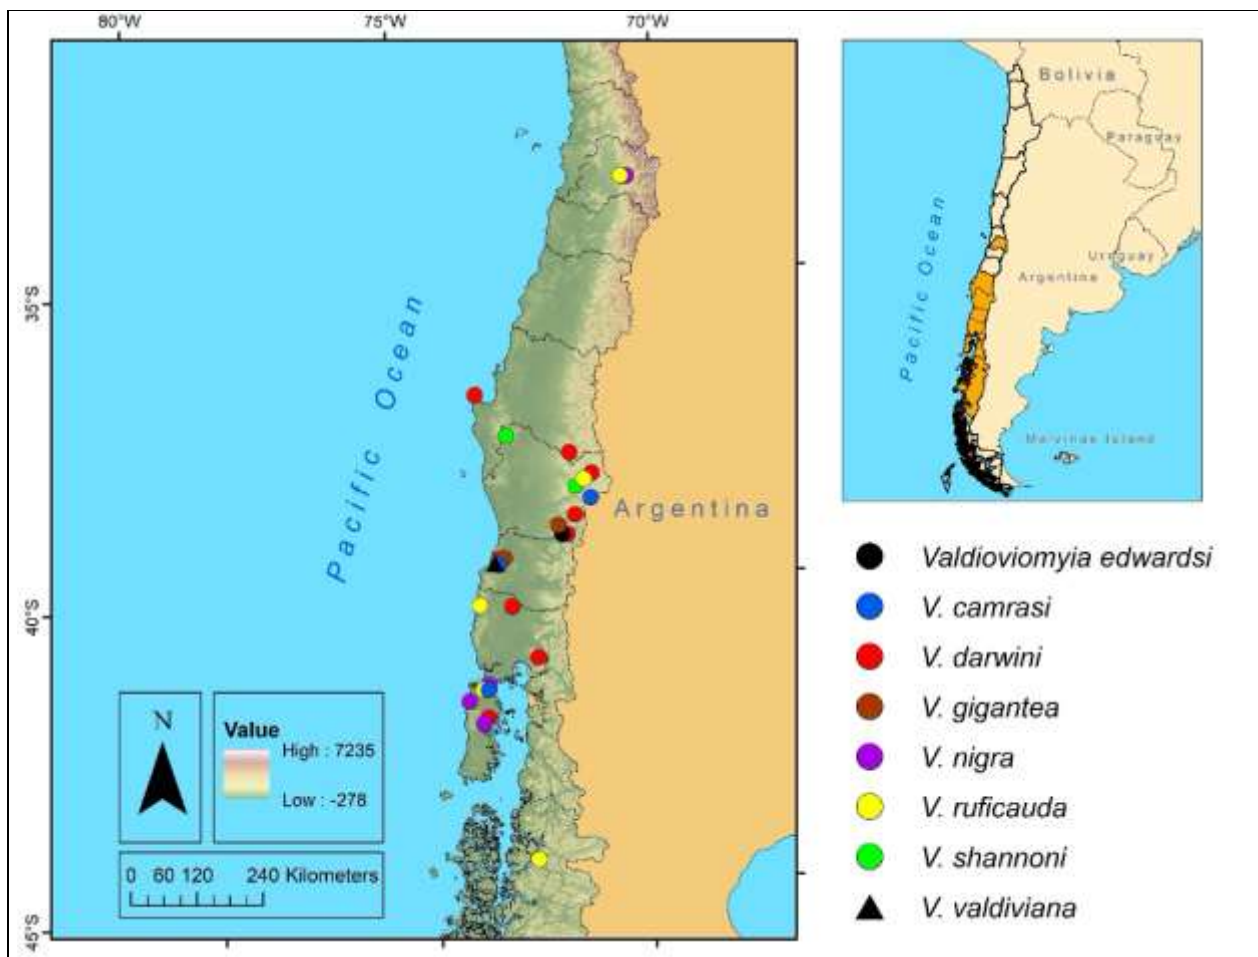 80°W 75°W 70°W
35°S
40°S
45°S
Pacific Ocean
Argentina
N
Value
High : 7235
Low : -278
0 60 120 240 Kilometers
Bolivia
Paraguay
Uruguay
Argentina
Pacific Ocean
Malvinas Island
Valdioviomyia edwardsi
V. camrasi
V. darwini
V. gigantea
V. nigra
V. ruficauda
V. shannoni
V. valdiviana